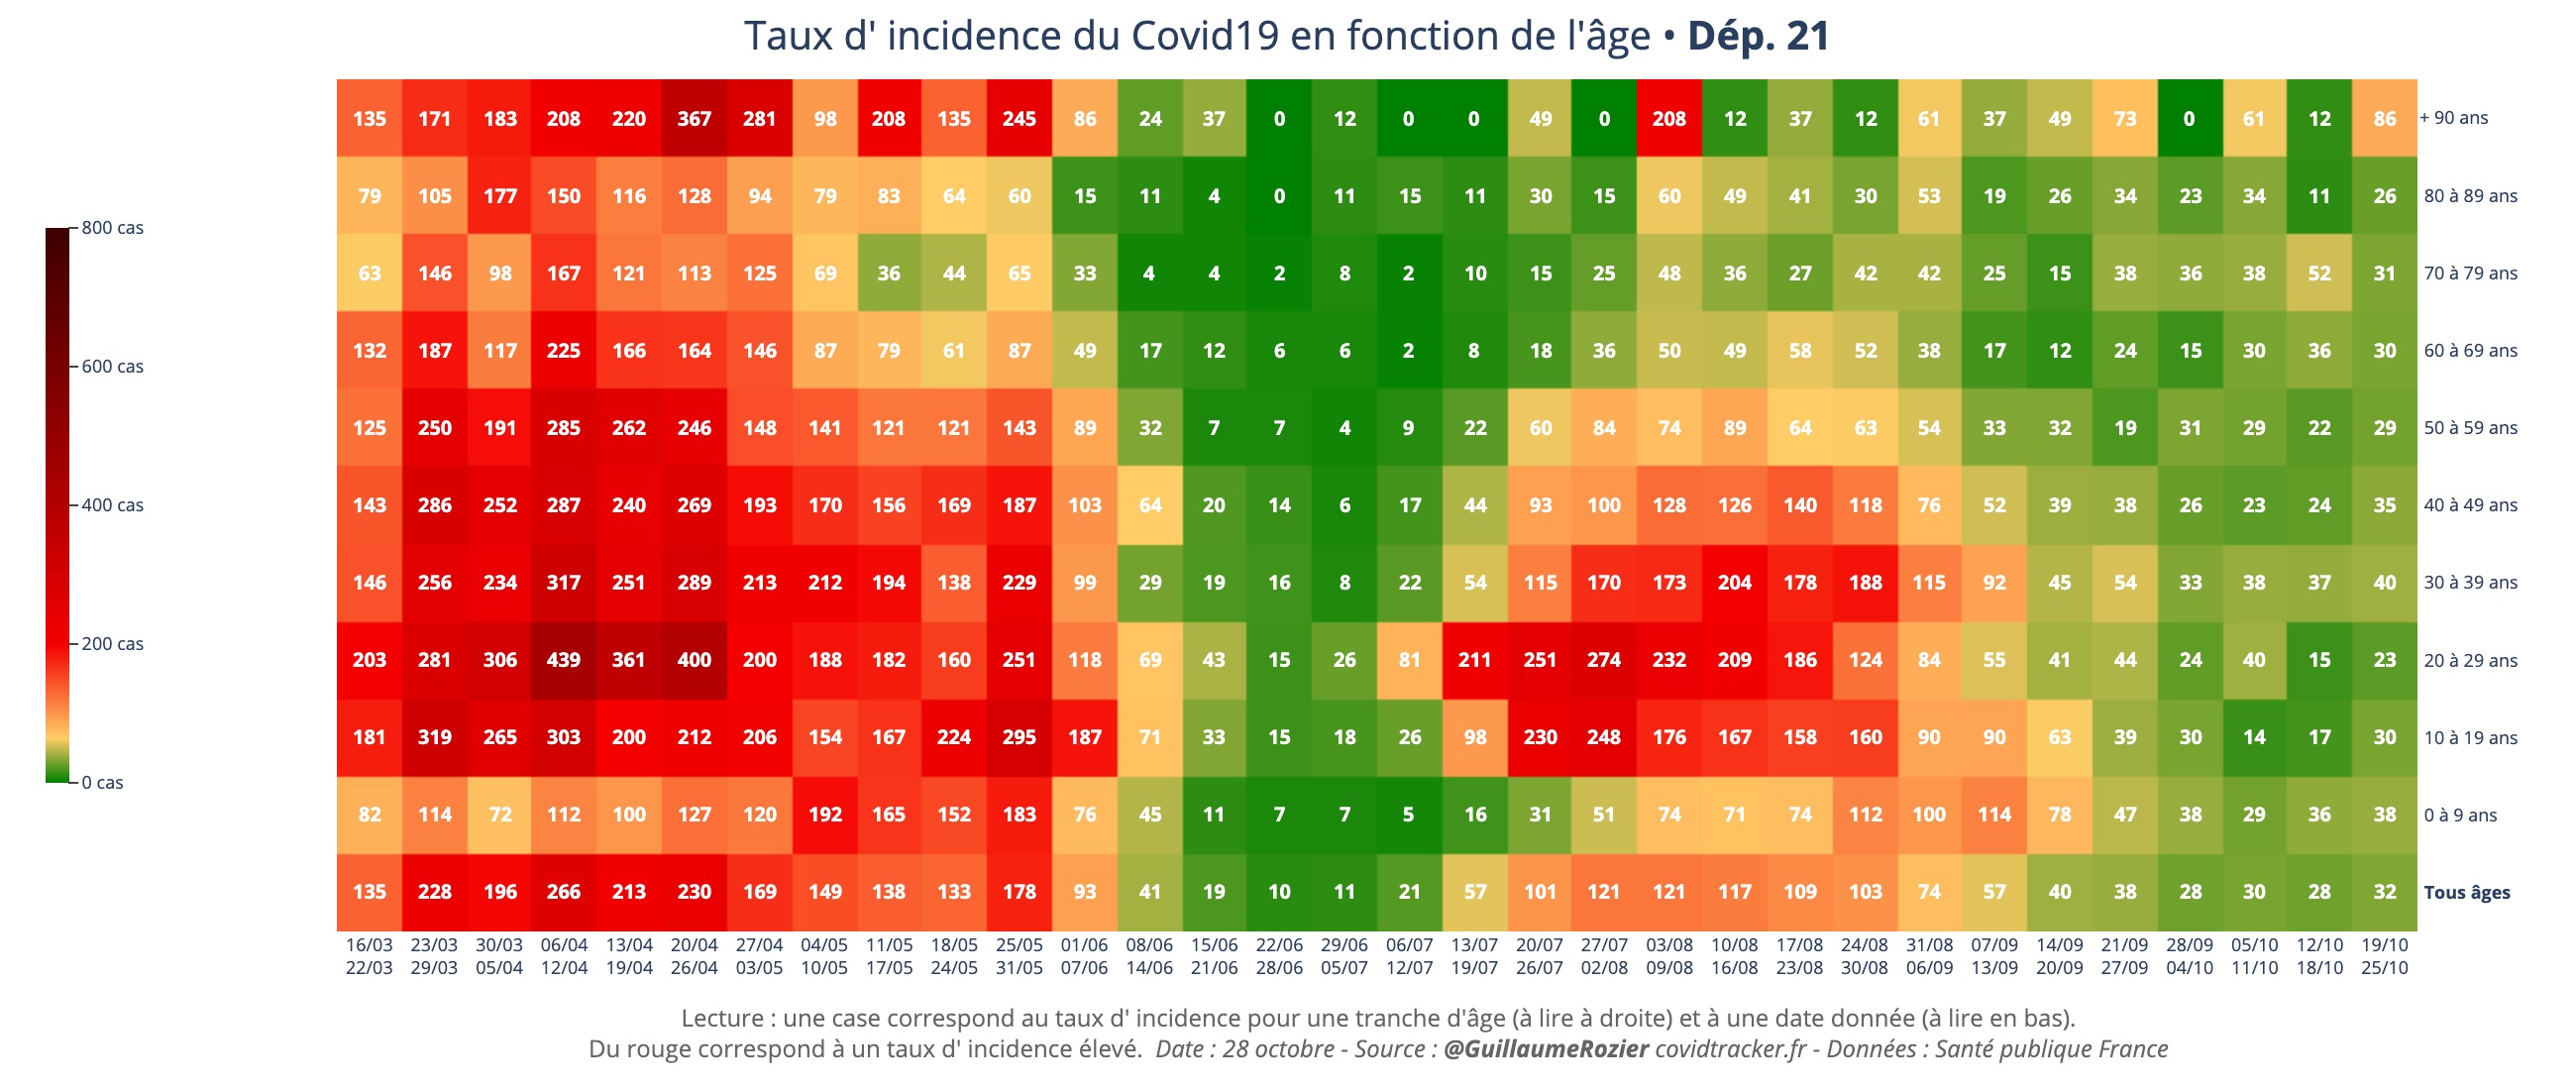 Taux d' incidence du Covid19 en fonction de l'âge • Dép. 21
800 cas
600 cas
400 cas
200 cas
0 cas
135 171 183 208 220 367 281 98 208 135 245 86 24 37 0 12 0 0 49 0 208 12 37 12 61 37 49 73 0 61 12 86 + 90 ans
79 105 177 150 116 128 94 79 83 64 60 15 11 4 0 11 15 11 30 15 60 49 41 30 53 19 26 34 23 34 11 26 80 à 89 ans
63 146 98 167 121 113 125 69 36 44 65 33 4 4 2 8 2 10 15 25 48 36 27 42 42 25 15 38 36 38 52 31 70 à 79 ans
132 187 117 225 166 164 146 87 79 61 87 49 17 12 6 6 2 8 18 36 50 49 58 52 38 17 12 24 15 30 36 30 60 à 69 ans
125 250 191 285 262 246 148 141 121 121 143 89 32 7 7 4 9 22 60 84 74 89 64 63 54 33 32 19 31 29 22 29 50 à 59 ans
143 286 252 287 240 269 193 170 156 169 187 103 64 20 14 6 17 44 93 100 128 126 140 118 76 52 39 38 26 23 24 35 40 à 49 ans
146 256 234 317 251 289 213 212 194 138 229 99 29 19 16 8 22 54 115 170 173 204 178 188 115 92 45 54 33 38 37 40 30 à 39 ans
203 281 306 439 361 400 200 188 182 160 251 118 69 43 15 26 81 211 251 274 232 209 186 124 84 55 41 44 24 40 15 23 20 à 29 ans
181 319 265 303 200 212 206 154 167 224 295 187 71 33 15 18 26 98 230 248 176 167 158 160 90 90 63 39 30 14 17 30 10 à 19 ans
82 114 72 112 100 127 120 192 165 152 183 76 45 11 7 7 5 16 31 51 74 71 74 112 100 114 78 47 38 29 36 38 0 à 9 ans
135 228 196 266 213 230 169 149 138 133 178 93 41 19 10 11 21 57 101 121 121 117 109 103 74 57 40 38 28 30 28 32 Tous âges
16/03 23/03 30/03 06/04 13/04 20/04 27/04 04/05 11/05 18/05 25/05 01/06 08/06 15/06 22/06 29/06 06/07 13/07 20/07 27/07 03/08 10/08 17/08 24/08 31/08 07/09 14/09 21/09 28/09 05/10 12/10 19/10
22/03 29/03 05/04 12/04 19/04 26/04 03/05 10/05 17/05 24/05 31/05 07/06 14/06 21/06 28/06 05/07 12/07 19/07 26/07 02/08 09/08 16/08 23/08 30/08 06/09 13/09 20/09 27/09 04/10 11/10 18/10 25/10
Lecture : une case correspond au taux d' incidence pour une tranche d'âge (à lire à droite) et à une date donnée (à lire en bas).
Du rouge correspond à un taux d' incidence élevé. Date : 28 octobre - Source : @GuillaumeRozier covidtracker.fr - Données : Santé publique France